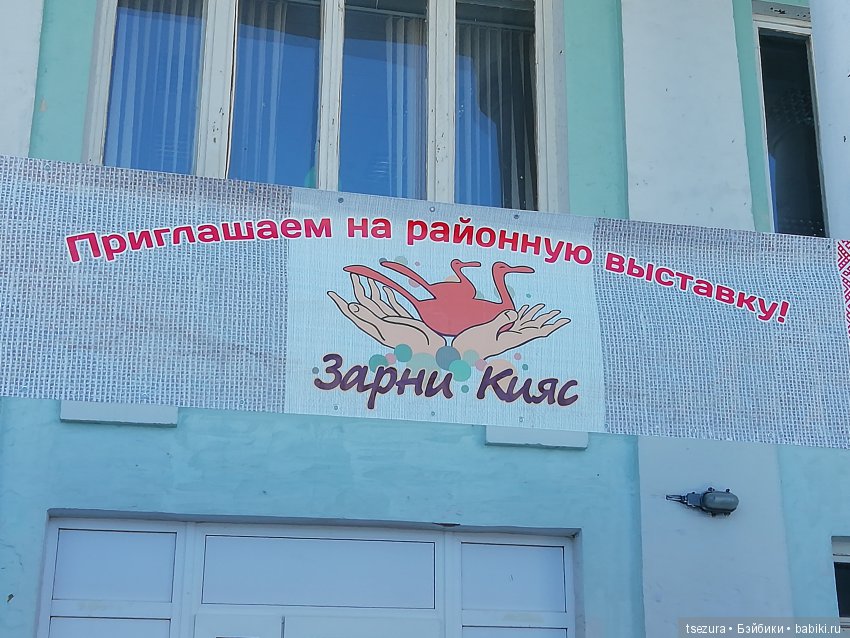 Приглашаем на районную выставку!
Зарни Кияс
tsezura • Бэйбики • babiki.ru